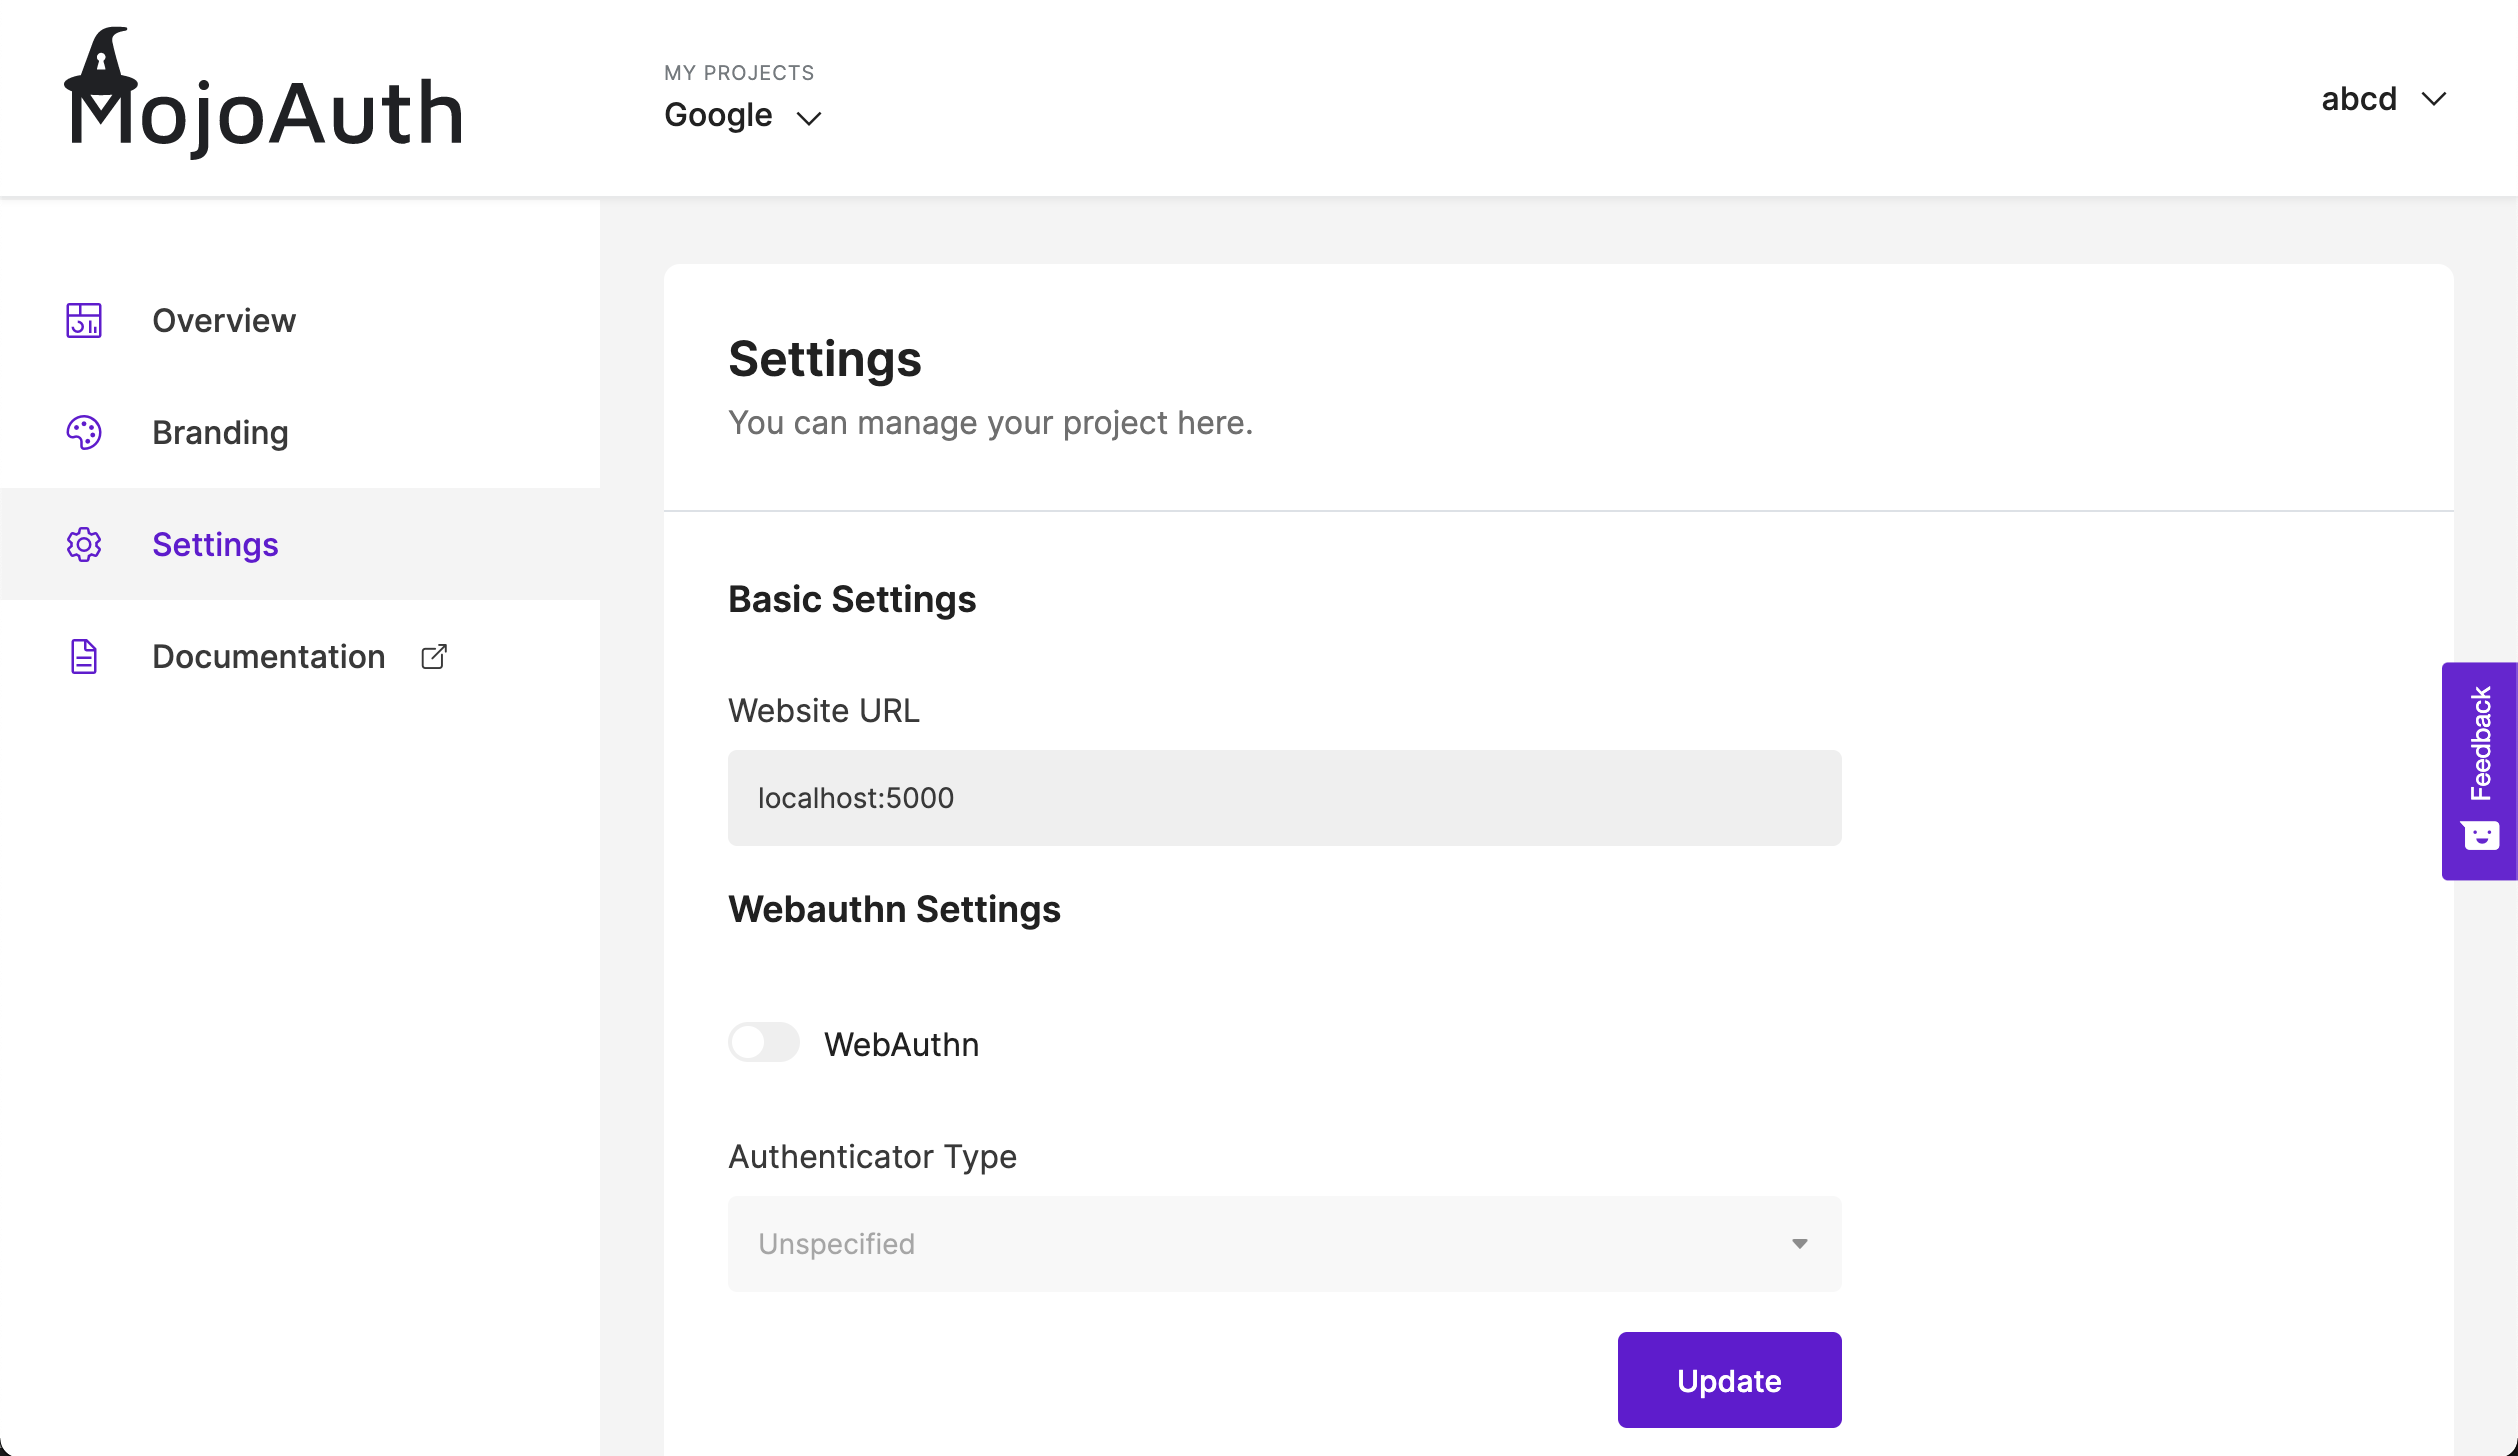 MojoAuth
MY PROJECTS
Google
abcd
Overview
Branding
Settings
Documentation
Settings
You can manage your project here.
Basic Settings
Website URL
localhost:5000
Webauthn Settings
WebAuthn
Authenticator Type
Unspecified
Update
Feedback